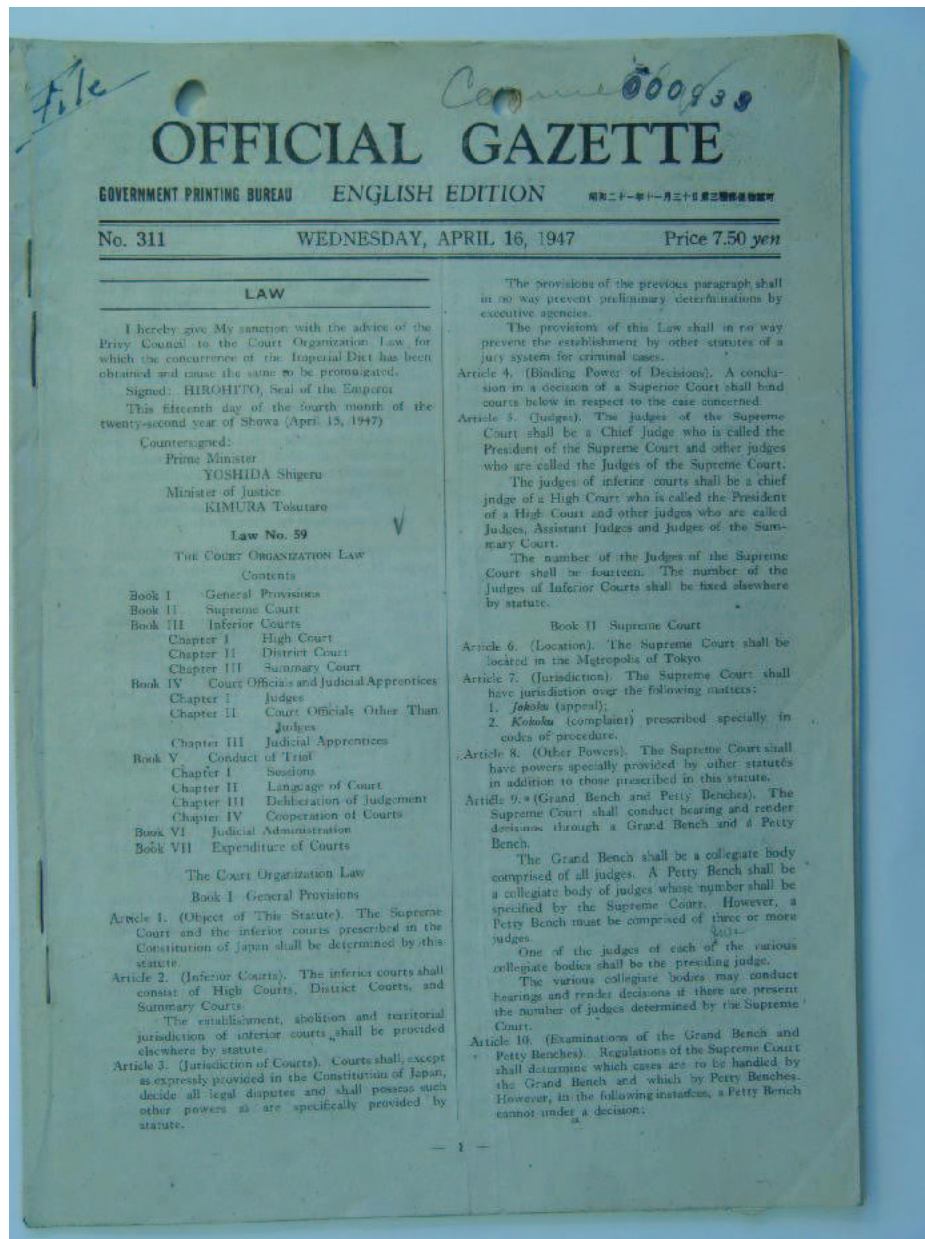 File
000938
OFFICIAL GAZETTE
GOVERNMENT PRINTING BUREAU ENGLISH EDITION 昭和二十一年十一月三十日第三種郵便物認可
No. 311 WEDNESDAY, APRIL 16, 1947 Price 7.50 yen
LAW
I hereby give My sanction with the advice of the
Privy Council to the Court Organization Law for
which the concurrence of the Imperial Diet has been
obtained and cause the same to be promulgated.
Signed: HIROHITO, Seal of the Emperor
This fifteenth day of the fourth month of the
twenty-second year of Showa (April 15, 1947)
Countersigned:
Prime Minister
YOSHIDA Shigeru
Minister of Justice
KIMURA Tokutaro
Law No. 59
THE COURT ORGANIZATION LAW
Contents
Book I General Provisions
Book II Supreme Court
Book III Inferior Courts
Chapter I High Court
Chapter II District Court
Chapter III Summary Court
Book IV Court Officials and Judicial Apprentices
Chapter I Judges
Chapter II Court Officials Other Than
Judges
Chapter III Judicial Apprentices
Book V Conduct of Trial
Chapter I Sessions
Chapter II Language of Court
Chapter III Deliberation of Judgement
Chapter IV Cooperation of Courts
Book VI Judicial Administration
Book VII Expenditure of Courts
The Court Organization Law
Book I General Provisions
Article 1. (Object of This Statute). The Supreme
Court and the inferior courts prescribed in the
Constitution of Japan shall be determined by this
statute.
Article 2. (Inferior Courts). The inferior courts shall
consist of High Courts, District Courts, and
Summary Courts.
The establishment, abolition and territorial
jurisdiction of inferior courts shall be provided
elsewhere by statute.
Article 3. (Jurisdiction of Courts). Courts shall, except
as expressly provided in the Constitution of Japan,
decide all legal disputes and shall possess such
other powers as are specifically provided by
statute.
The provisions of the previous paragraph shall
in no way prevent preliminary determinations by
executive agencies.
The provisions of this Law shall in no way
prevent the establishment by other statutes of a
jury system for criminal cases.
Article 4. (Binding Power of Decisions). A conclu-
sion in a decision of a Superior Court shall bind
courts below in respect to the case concerned.
Article 5. (Judges). The judges of the Supreme
Court shall be a Chief Judge who is called the
President of the Supreme Court and other judges
who are called the Judges of the Supreme Court.
The judges of inferior courts shall be a chief
jndge of a High Court who is called the President
of a High Court and other judges who are called
Judges, Assistant Judges and Judges of the Sum-
mary Court.
The number of the Judges of the Supreme
Court shall be fourteen. The number of the
Judges of Inferior Courts shall be fixed elsewhere
by statute.
Book II Supreme Court
Article 6. (Location). The Supreme Court shall be
located in the Metropolis of Tokyo
Article 7. (Jurisdiction). The Supreme Court shall
have jurisdiction over the following matters:
1. Jokoku (appeal);
2. Kokoku (complaint) prescribed specially in
codes of procedure.
Article 8. (Other Powers). The Supreme Court shall
have powers specially provided by other statutes
in addition to those prescribed in this statute.
Article 9. (Grand Bench and Petty Benches). The
Supreme Court shall conduct hearing and render
decisions through a Grand Bench and a Petty
Bench.
The Grand Bench shall be a collegiate body
comprised of all judges. A Petty Bench shall be
a collegiate body of judges whose number shall be
specified by the Supreme Court. However, a
Petty Bench must be comprised of three or more
judges.
One of the judges of each of the various
collegiate bodies shall be the presiding judge.
The various collegiate bodies may conduct
hearings and render decisions if there are present
the number of judges determined by the Supreme
Court.
Article 10. (Examinations of the Grand Bench and
Petty Benches). Regulations of the Supreme Court
shall determine which cases are to be handled by
the Grand Bench and which by Petty Benches.
However, in the following instances, a Petty Bench
cannot under a decision:
— 1 —